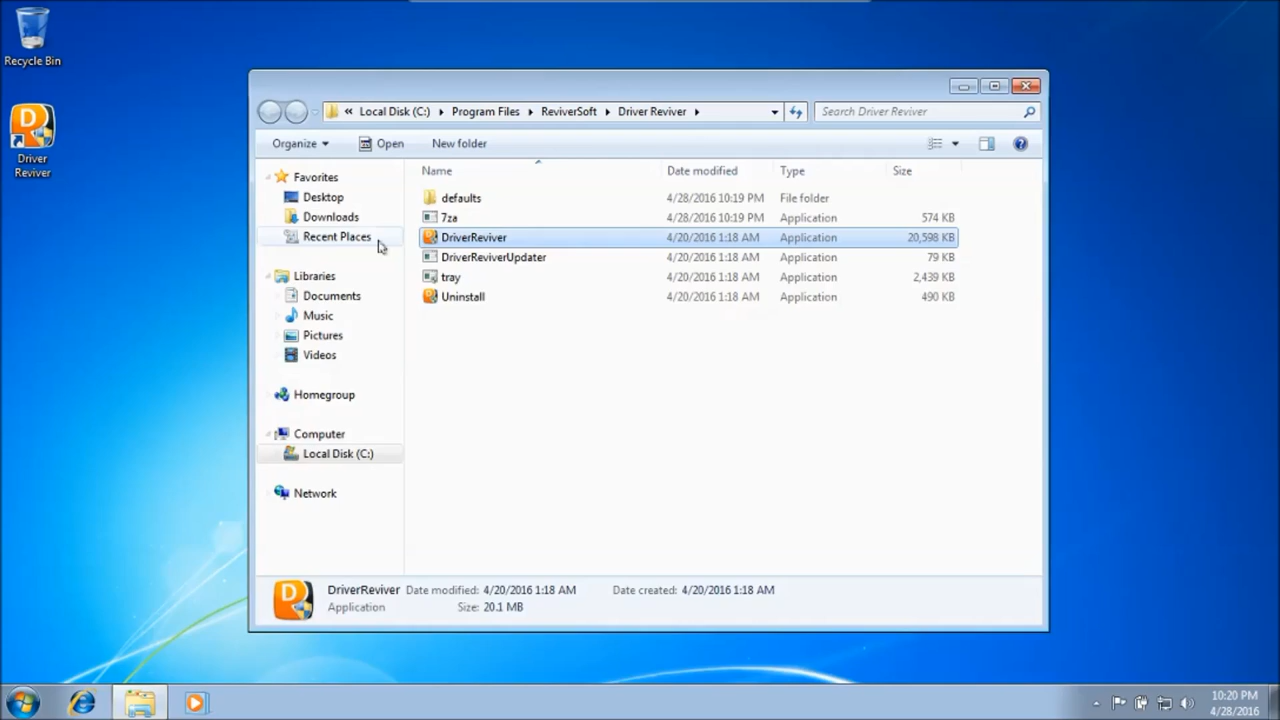 Recycle Bin
Driver
Reviver
« Local Disk (C:) Program Files ReviverSoft Driver Reviver
Search Driver Reviver
Organize Open New folder
Favorites
Desktop
Downloads
Recent Places
Libraries
Documents
Music
Pictures
Videos
Homegroup
Computer
Local Disk (C:)
Network
Name Date modified Type Size
defaults 4/28/2016 10:19 PM File folder
7za 4/28/2016 10:19 PM Application 574 KB
DriverReviver 4/20/2016 1:18 AM Application 20,598 KB
DriverReviverUpdater 4/20/2016 1:18 AM Application 79 KB
tray 4/20/2016 1:18 AM Application 2,439 KB
Uninstall 4/20/2016 1:18 AM Application 490 KB
DriverReviver Date modified: 4/20/2016 1:18 AM Date created: 4/20/2016 1:18 AM
Application Size: 20.1 MB
10:20 PM
4/28/2016